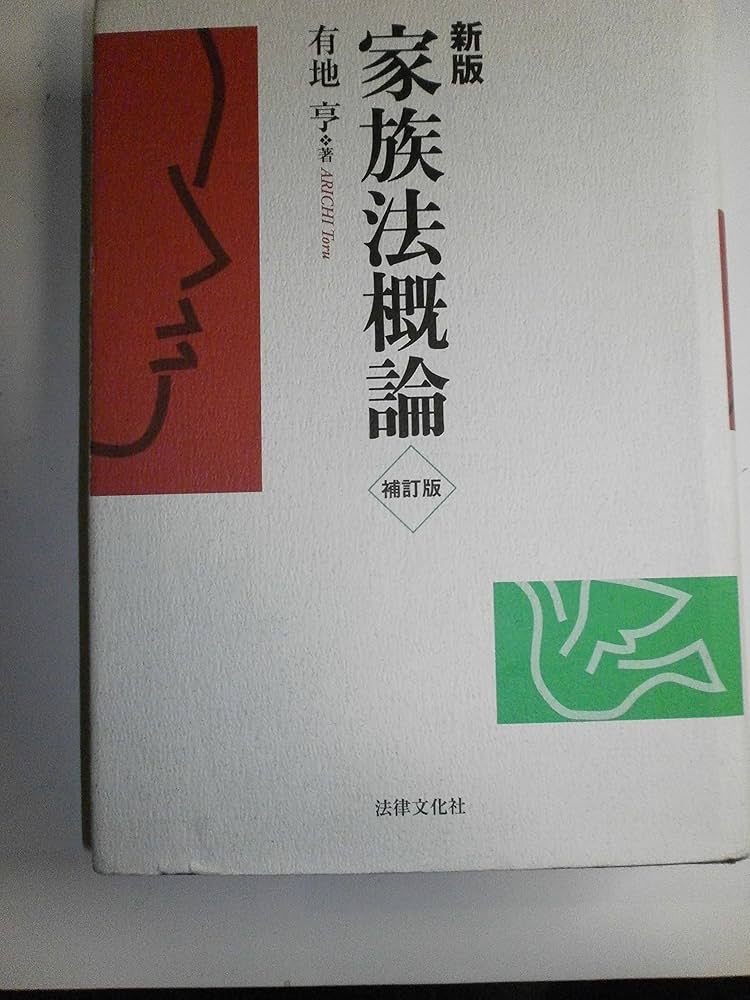 新版
家族法概論
補訂版
有地 亨❖著
ARICHI Toru
法律文化社